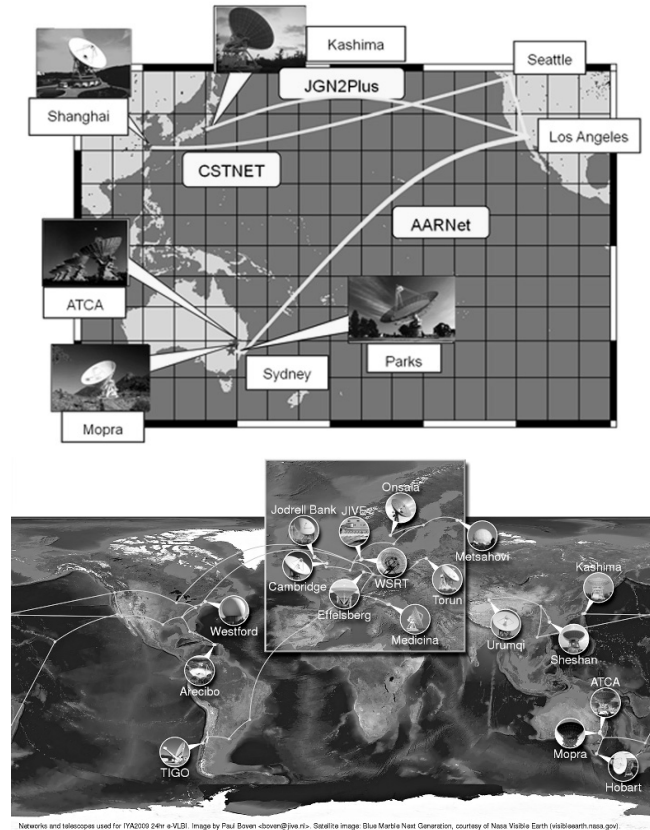 Kashima
Seattle
JGN2Plus
Shanghai
Los Angeles
CSTNET
AARNet
ATCA
Parks
Sydney
Mopra
Onsala
Jodrell Bank
JIVE
Metsahovi
Kashima
Cambridge
WSRT
Torun
Effelsberg
Westford
Medicina
Urumqi
Sheshan
Arecibo
ATCA
Mopra
TIGO
Hobart
Networks and telescopes used for IYA2009 24hr e-VLBI. Image by Paul Boven <boven@jive.nl>. Satellite image: Blue Marble Next Generation, courtesy of Nasa Visible Earth (visibleearth.nasa.gov).